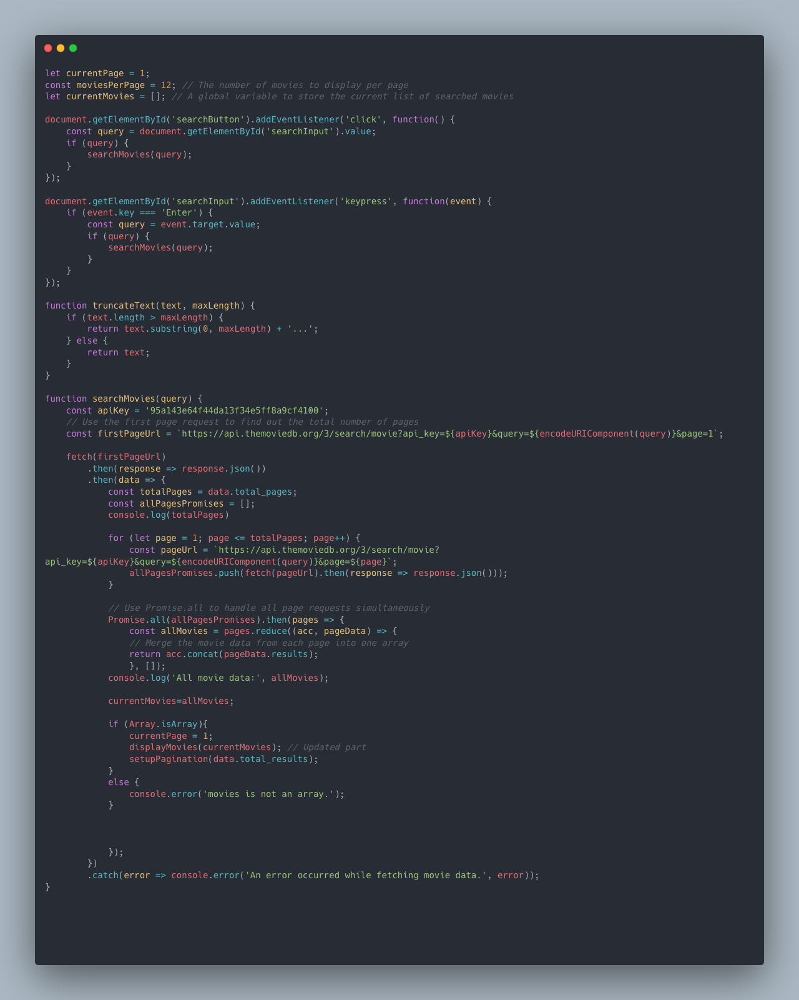 let currentPage = 1;
const moviesPerPage = 12; // The number of movies to display per page
let currentMovies = []; // A global variable to store the current list of searched movies

document.getElementById('searchButton').addEventListener('click', function() {
    const query = document.getElementById('searchInput').value;
    if (query) {
        searchMovies(query);
    }
});

document.getElementById('searchInput').addEventListener('keypress', function(event) {
    if (event.key === 'Enter') {
        const query = event.target.value;
        if (query) {
            searchMovies(query);
        }
    }
});

function truncateText(text, maxLength) {
    if (text.length > maxLength) {
        return text.substring(0, maxLength) + '...';
    } else {
        return text;
    }
}

function searchMovies(query) {
    const apiKey = '95a143e64f44da13f34e5ff8a9cf4100';
    // Use the first page request to find out the total number of pages
    const firstPageUrl = `https://api.themoviedb.org/3/search/movie?api_key=${apiKey}&query=${encodeURIComponent(query)}&page=1`;

    fetch(firstPageUrl)
        .then(response => response.json())
        .then(data => {
            const totalPages = data.total_pages;
            const allPagesPromises = [];
            console.log(totalPages)

            for (let page = 1; page <= totalPages; page++) {
                const pageUrl = `https://api.themoviedb.org/3/search/movie?
api_key=${apiKey}&query=${encodeURIComponent(query)}&page=${page}`;
                allPagesPromises.push(fetch(pageUrl).then(response => response.json()));
            }

            // Use Promise.all to handle all page requests simultaneously
            Promise.all(allPagesPromises).then(pages => {
                const allMovies = pages.reduce((acc, pageData) => {
                // Merge the movie data from each page into one array
                return acc.concat(pageData.results);
                }, []);
            console.log('All movie data:', allMovies);

            currentMovies=allMovies;

            if (Array.isArray){
                currentPage = 1;
                displayMovies(currentMovies); // Updated part
                setupPagination(data.total_results);
            }
            else {
                console.error('movies is not an array.');
            }



            });
        })
        .catch(error => console.error('An error occurred while fetching movie data.', error));
}